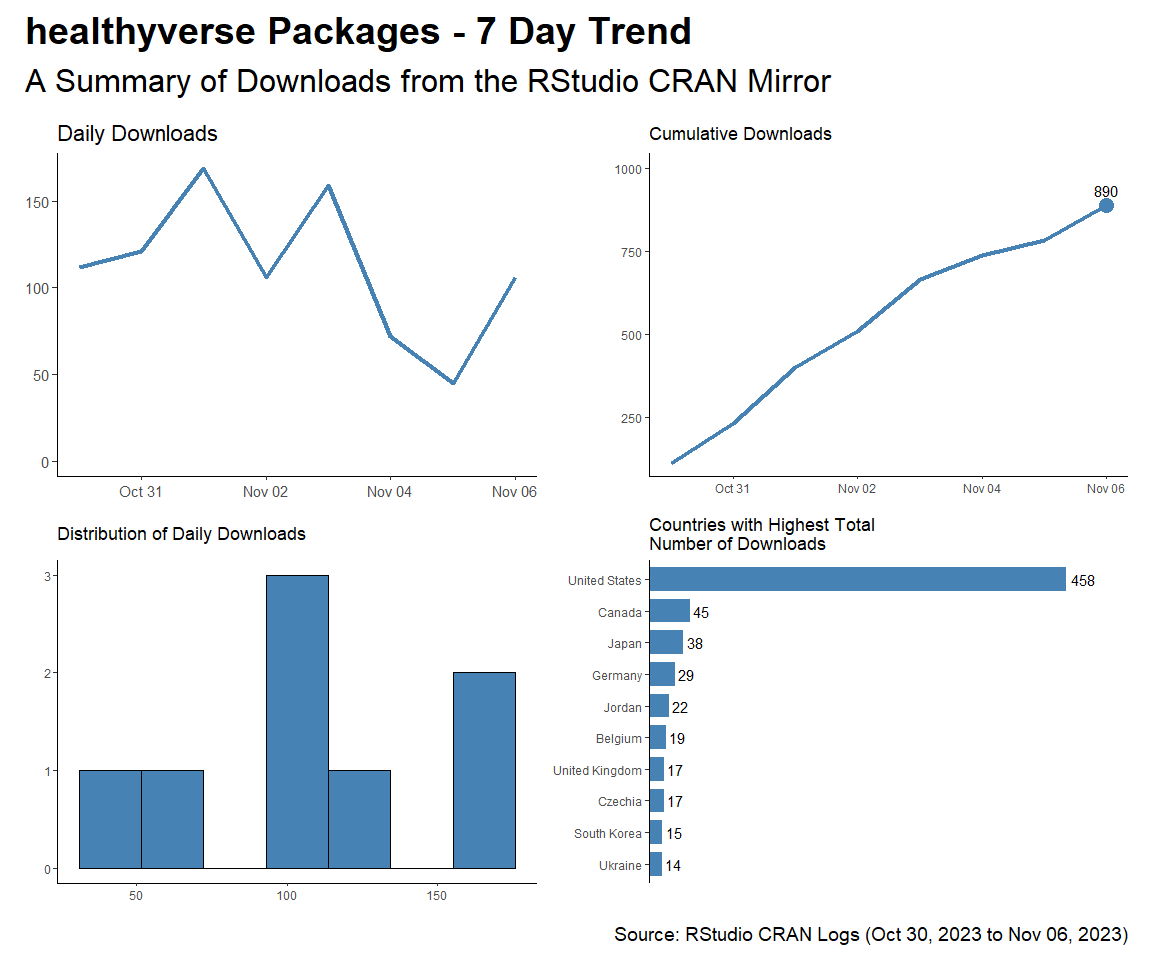 healthyverse Packages - 7 Day Trend
A Summary of Downloads from the RStudio CRAN Mirror
Daily Downloads
150
100
50
0
Oct 31 Nov 02 Nov 04 Nov 06
Cumulative Downloads
1000
750
500
250
890
Oct 31 Nov 02 Nov 04 Nov 06
Distribution of Daily Downloads
3
2
1
0
50 100 150
Countries with Highest Total
Number of Downloads
United States 458
Canada 45
Japan 38
Germany 29
Jordan 22
Belgium 19
United Kingdom 17
Czechia 17
South Korea 15
Ukraine 14
Source: RStudio CRAN Logs (Oct 30, 2023 to Nov 06, 2023)